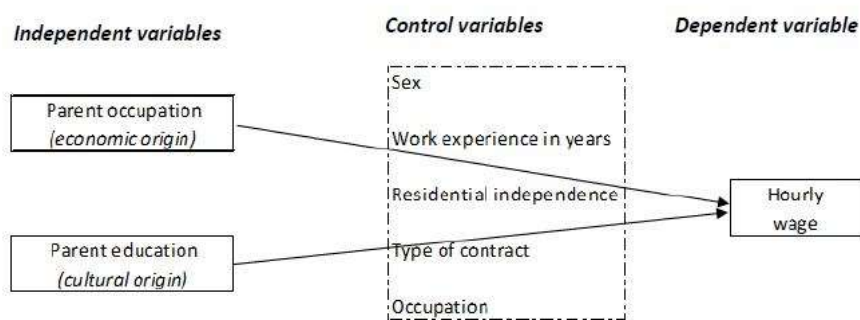 Independent variables
Control variables
Dependent variable
Parent occupation
(economic origin)
Parent education
(cultural origin)
Sex
Work experience in years
Residential independence
Type of contract
Occupation
Hourly
wage